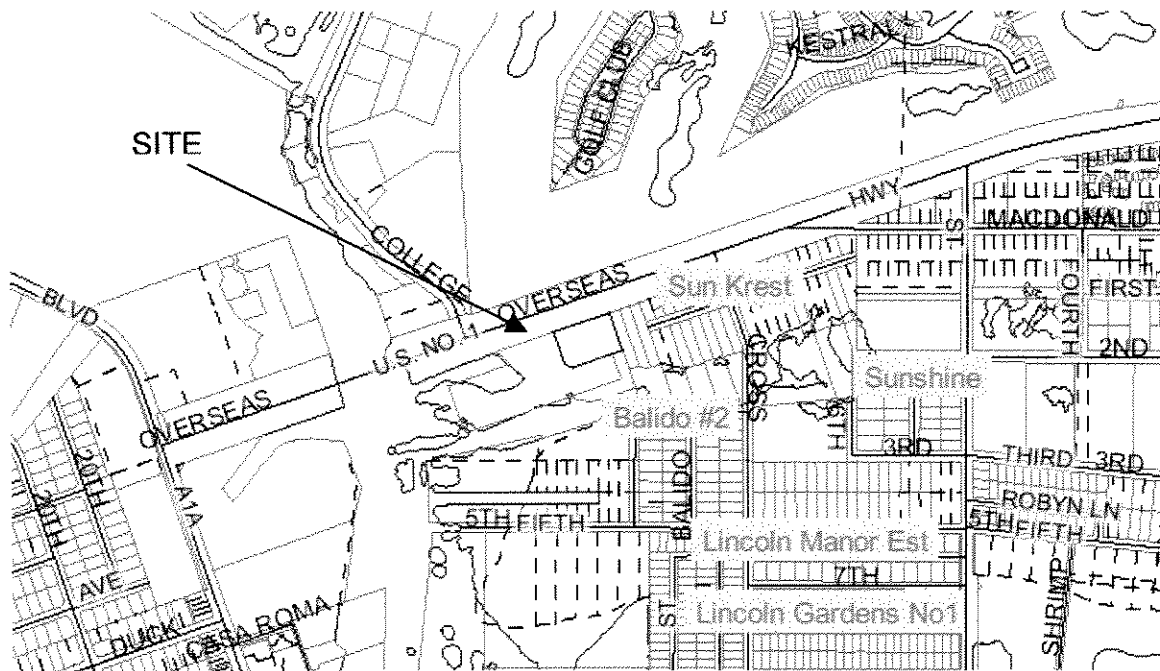 KESTRAL
GOLF CLUB
SITE
HWY
MACDONALD
ST
COLLEGE
OVERSEAS
Sun Krest
BLVD
FOURTH
FIRST
U.S. NO. 1
2ND
CROSS
Sunshine
OVERSEAS
Balido #2
9TH
3RD
THIRD
3RD
20TH
20TH
A1A
BALIDO
ROBYN LN
5TH
FIFTH
5TH
FIFTH
Lincoln Manor Est
7TH
AVE
DUCK
CASA ROMA
ST
Lincoln Gardens No1
SHRIMP